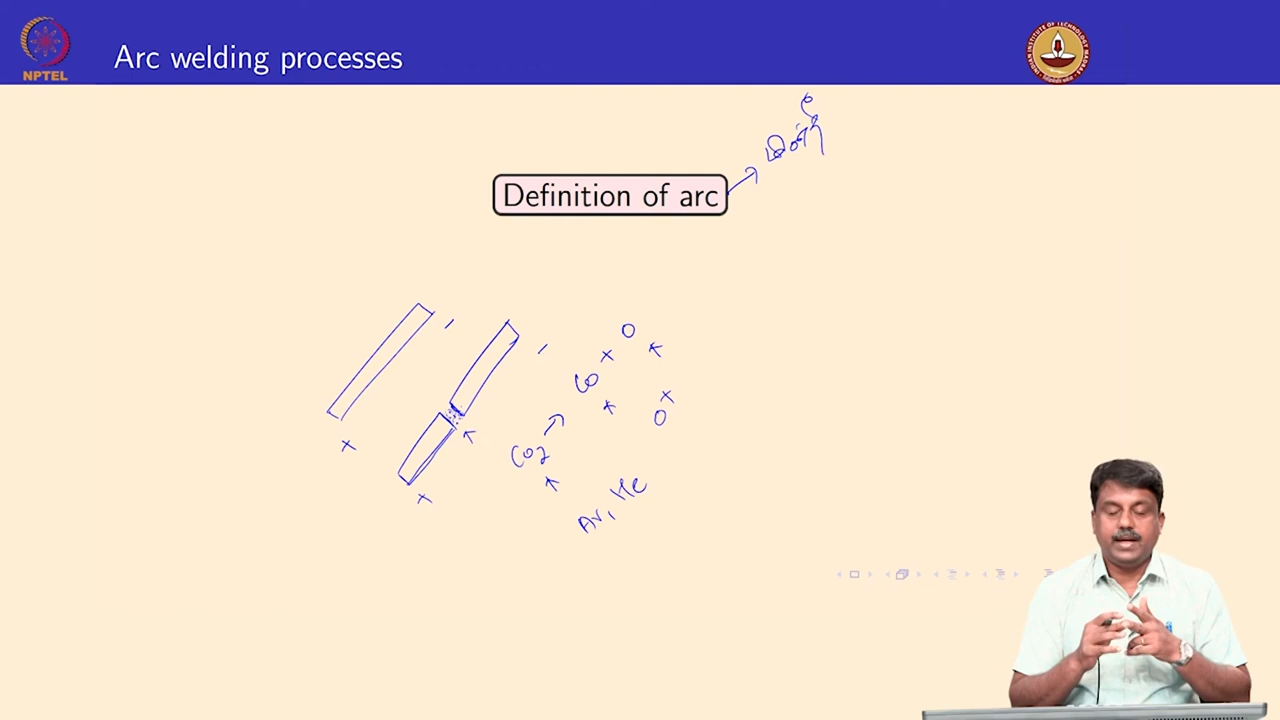 Arc welding processes
NPTEL
Definition of arc
CO2 → CO + O
Ar, He